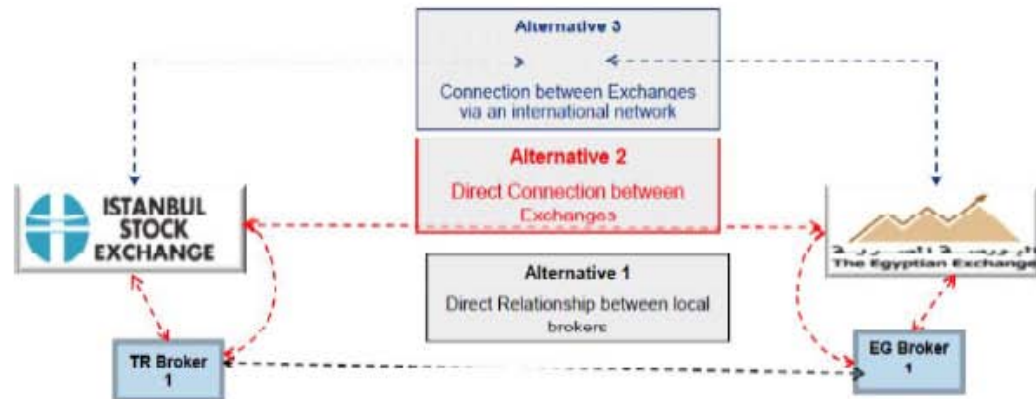 Alternative 3
Connection between Exchanges
via an international network
Alternative 2
Direct Connection between
Exchanges
ISTANBUL
STOCK
EXCHANGE
The Egyptian Exchange
Alternative 1
Direct Relationship between local
brokers
TR Broker
1
EG Broker
1